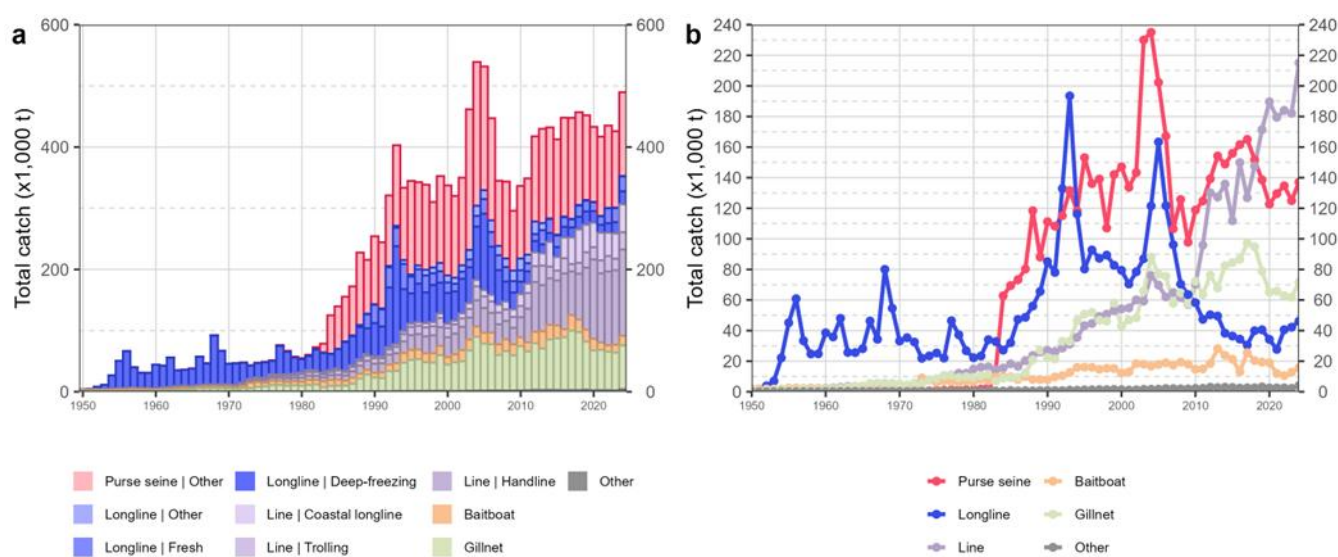 a
600
400
200
0
600
400
200
0
Total catch (x1,000 t)
1950 1960 1970 1980 1990 2000 2010 2020
b
240
220
200
180
160
140
120
100
80
60
40
20
0
240
220
200
180
160
140
120
100
80
60
40
20
0
Total catch (x1,000 t)
1950 1960 1970 1980 1990 2000 2010 2020
Purse seine | Other Longline | Deep-freezing Line | Handline Other
Longline | Other Line | Coastal longline Baitboat
Longline | Fresh Line | Trolling Gillnet
Purse seine Baitboat
Longline Gillnet
Line Other